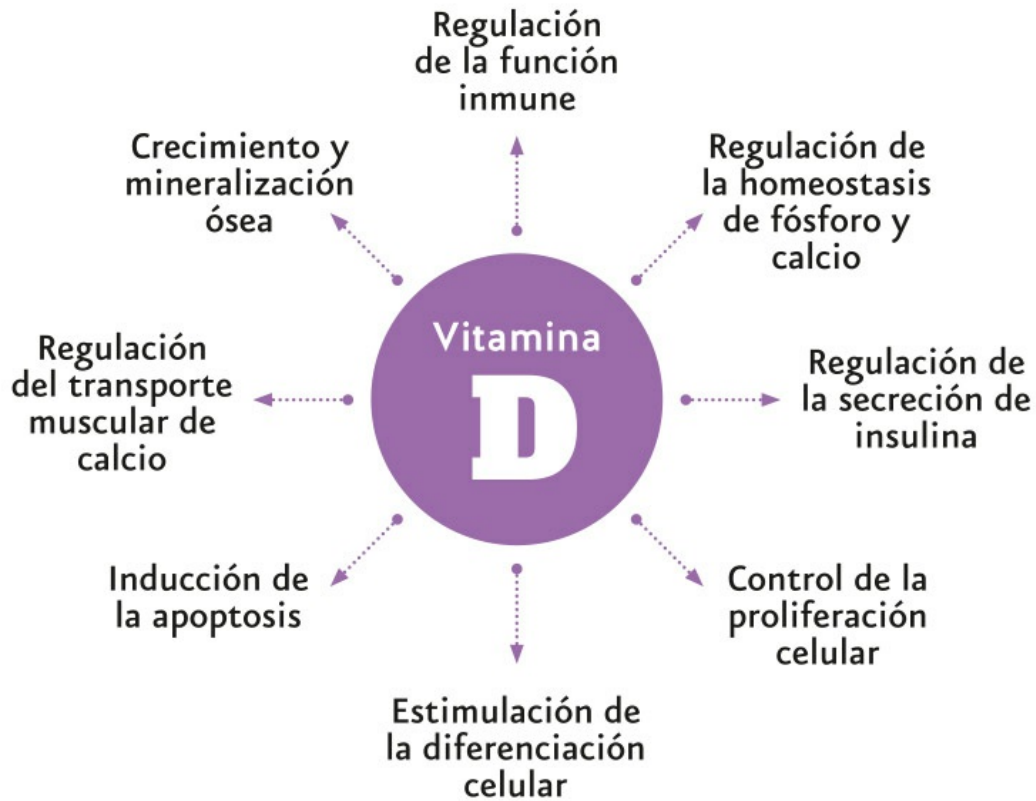 Regulación
de la función
inmune
Crecimiento y
mineralización
ósea
Regulación de
la homeostasis
de fósforo y
calcio
Vitamina
D
Regulación
del transporte
muscular de
calcio
Regulación de
la secreción de
insulina
Inducción de
la apoptosis
Control de la
proliferación
celular
Estimulación de
la diferenciación
celular